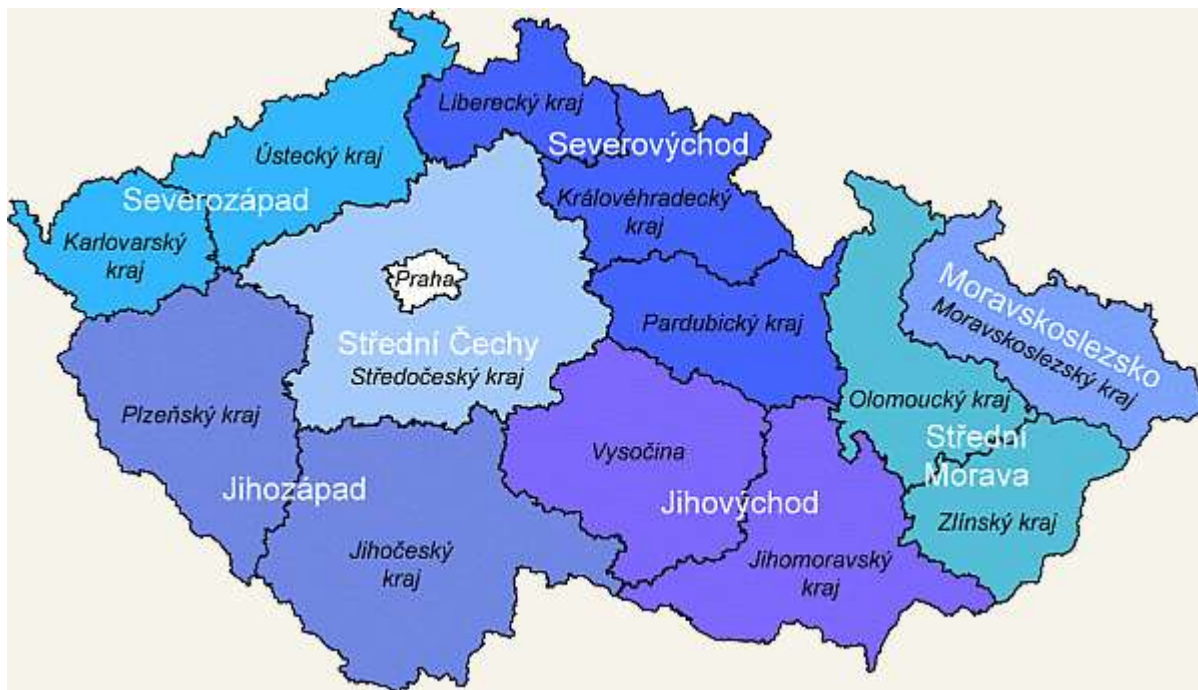 Liberecký kraj
Severovýchod
Ústecký kraj
Severozápad
Královéhradecký
kraj
Karlovarský
kraj
Praha
Moravskoslezsko
Moravskoslezský kraj
Pardubický kraj
Střední Čechy
Středočeský kraj
Plzeňský kraj
Olomoucký kraj
Vysočina
Střední
Morava
Jihozápad
Jihovýchod
Zlínský kraj
Jihočeský
kraj
Jihomoravský
kraj